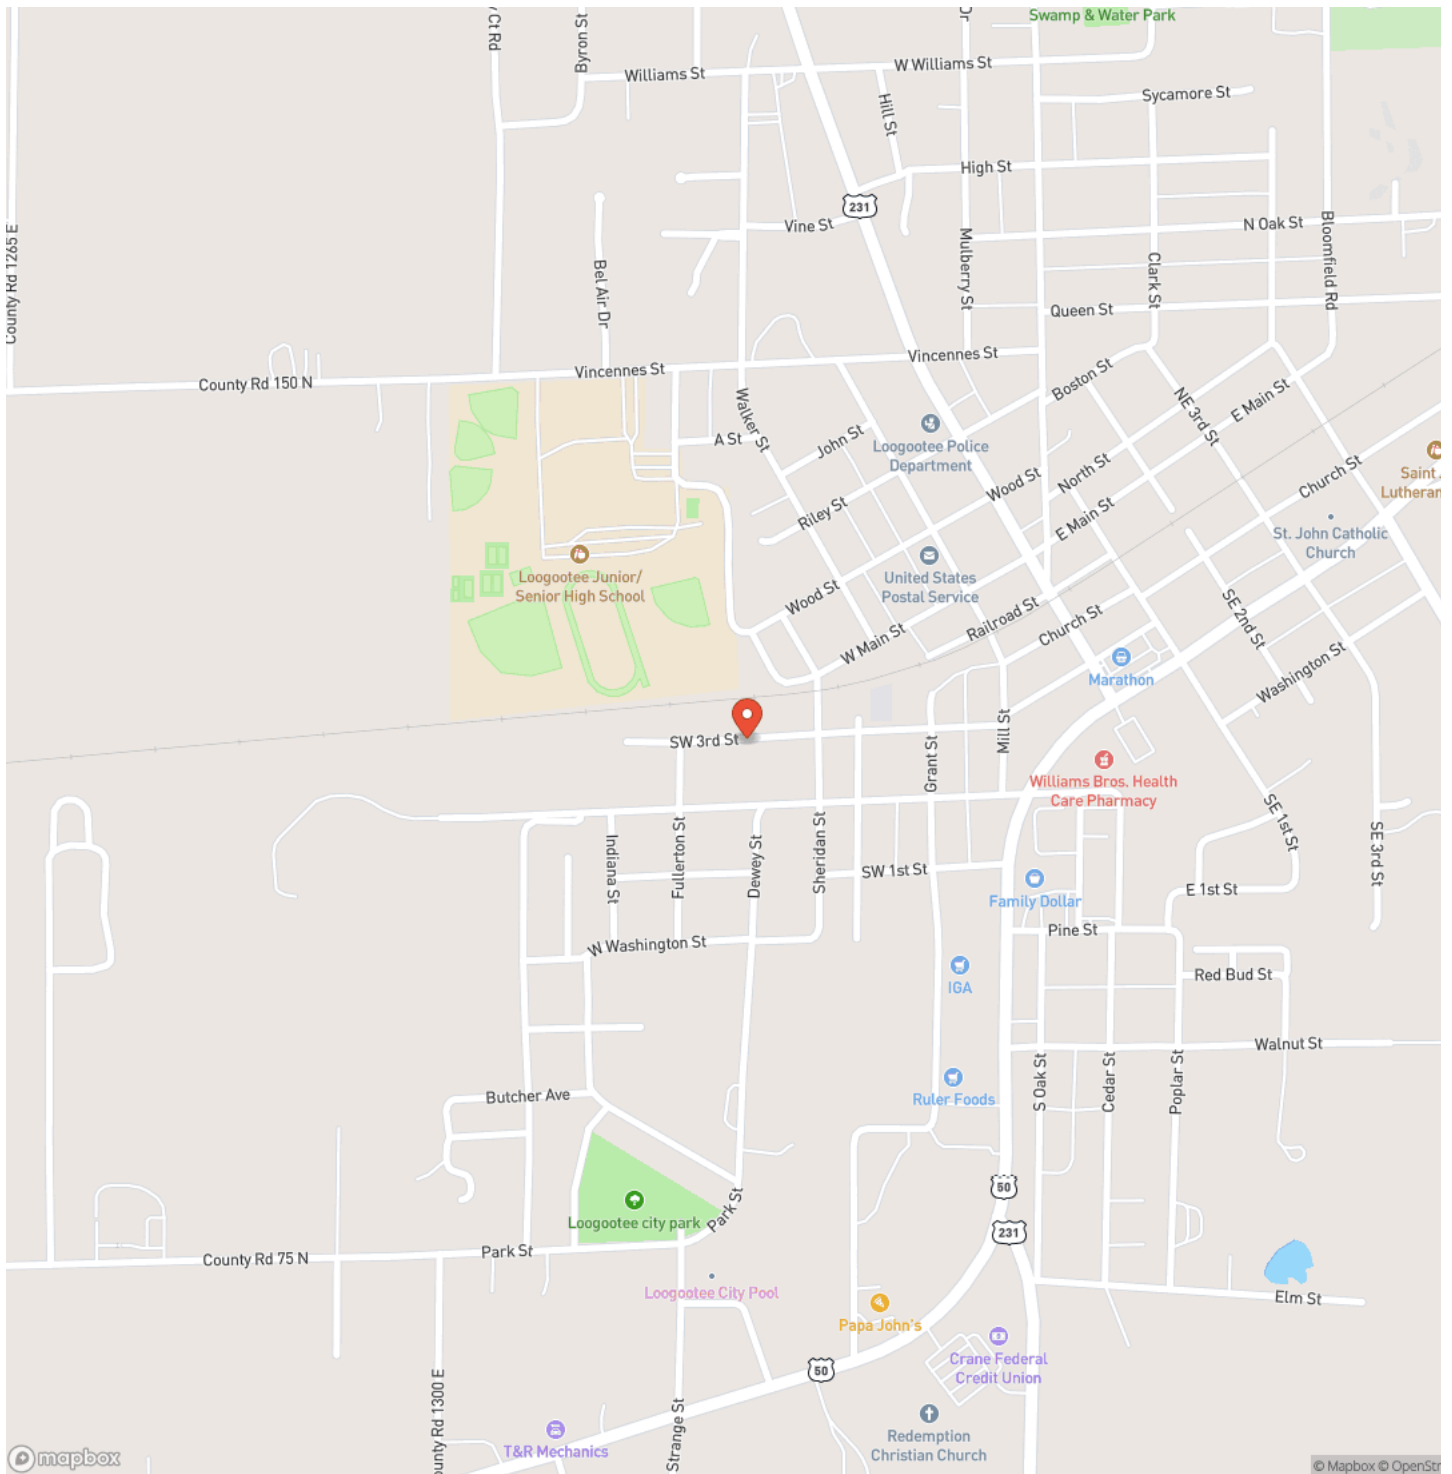 Swamp & Water Park
y Ct Rd
Byron St
Dr
Williams St
W Williams St
Hill St
Sycamore St
High St
231
Vine St
N Oak St
Mulberry St
Clark St
Bloomfield Rd
County Rd 1265 E
Bel Air Dr
Queen St
Vincennes St
Vincennes St
County Rd 150 N
Boston St
Walker St
NE 3rd St
E Main St
A St
John St
Loogootee Police
Department
North St
Wood St
Church St
Saint
Lutheran
Riley St
E Main St
St. John Catholic
Church
Loogootee Junior/
Senior High School
United States
Postal Service
Wood St
Railroad St
Church St
SE 2nd St
W Main St
Washington St
Marathon
SW 3rd St
Mill St
Grant St
Williams Bros. Health
Care Pharmacy
SE 1st St
SE 3rd St
Indiana St
Fullerton St
Dewey St
Sheridan St
SW 1st St
E 1st St
Family Dollar
Pine St
W Washington St
IGA
Red Bud St
Walnut St
Ruler Foods
S Oak St
Cedar St
Poplar St
Butcher Ave
50
Loogootee city park
Park St
231
Park St
County Rd 75 N
Loogootee City Pool
Elm St
Papa John's
Crane Federal
Credit Union
50
ounty Rd 1300 E
Strange St
T&R Mechanics
Redemption
Christian Church
mapbox
© Mapbox © OpenStr